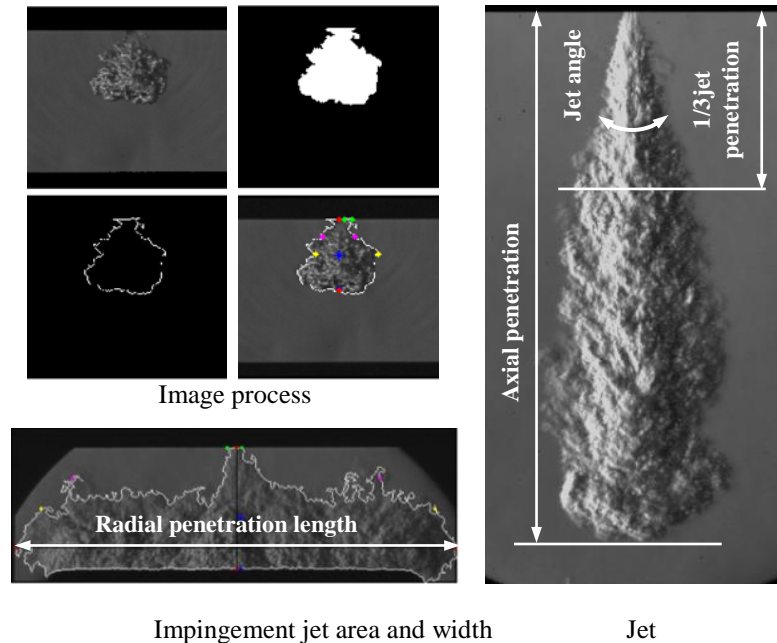 Image process
Radial penetration length
Impingement jet area and width
Jet angle
1/3jet
penetration
Axial penetration
Jet